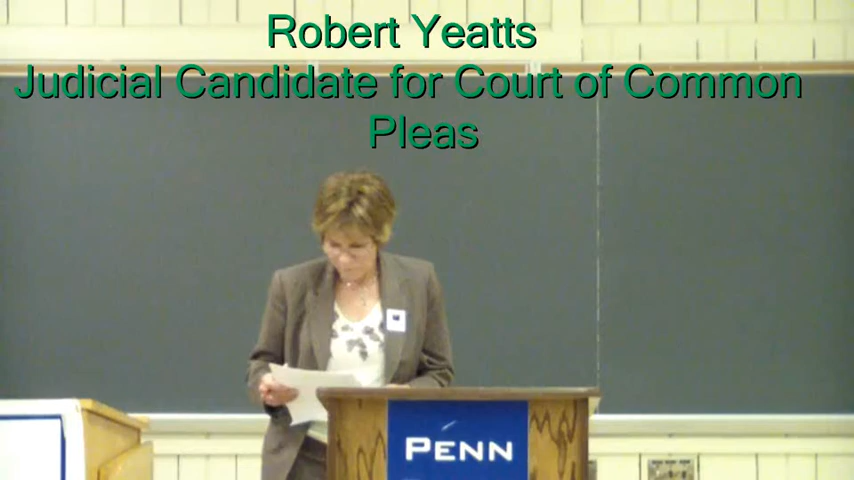 Robert Yeatts
Judicial Candidate for Court of Common
Pleas
PENN